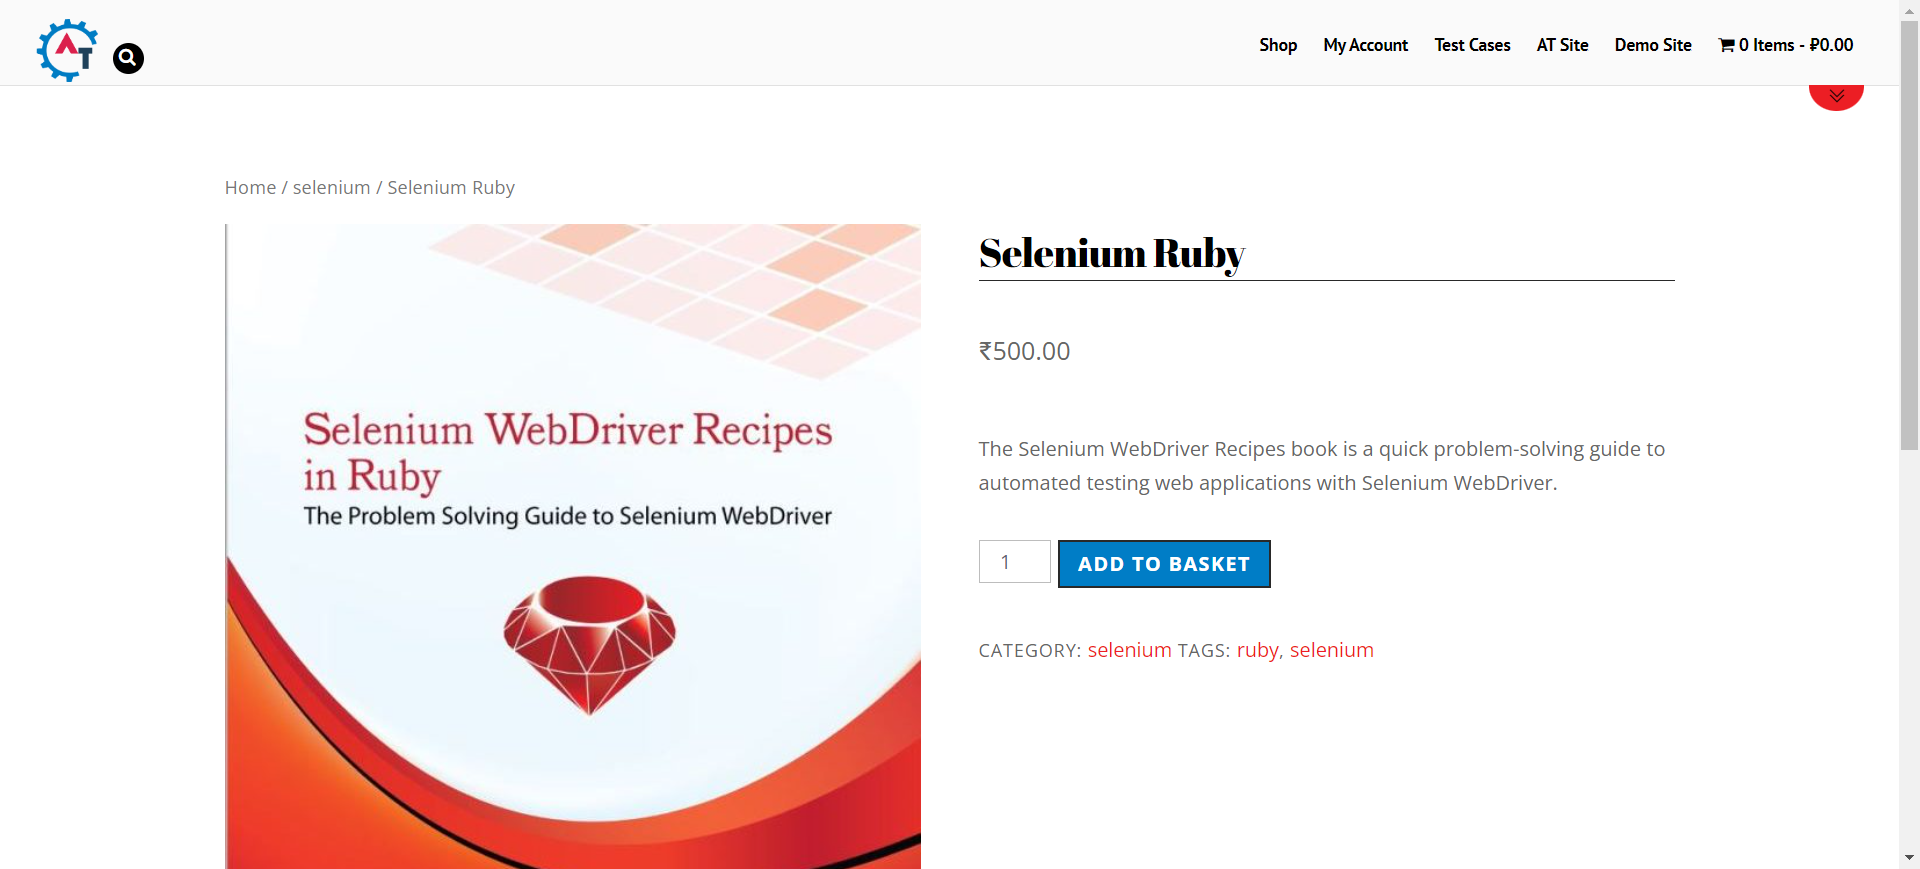 AT
Shop My Account Test Cases AT Site Demo Site 0 Items - ₽0.00
Home / selenium / Selenium Ruby
Selenium WebDriver Recipes
in Ruby
The Problem Solving Guide to Selenium WebDriver
Selenium Ruby
₹500.00
The Selenium WebDriver Recipes book is a quick problem-solving guide to
automated testing web applications with Selenium WebDriver.
1 ADD TO BASKET
CATEGORY: selenium TAGS: ruby, selenium